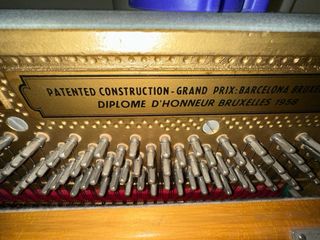 PATENTED CONSTRUCTION - GRAND PRIX: BARCELONA
DIPLOME D'HONNEUR BRUXELLES 1958